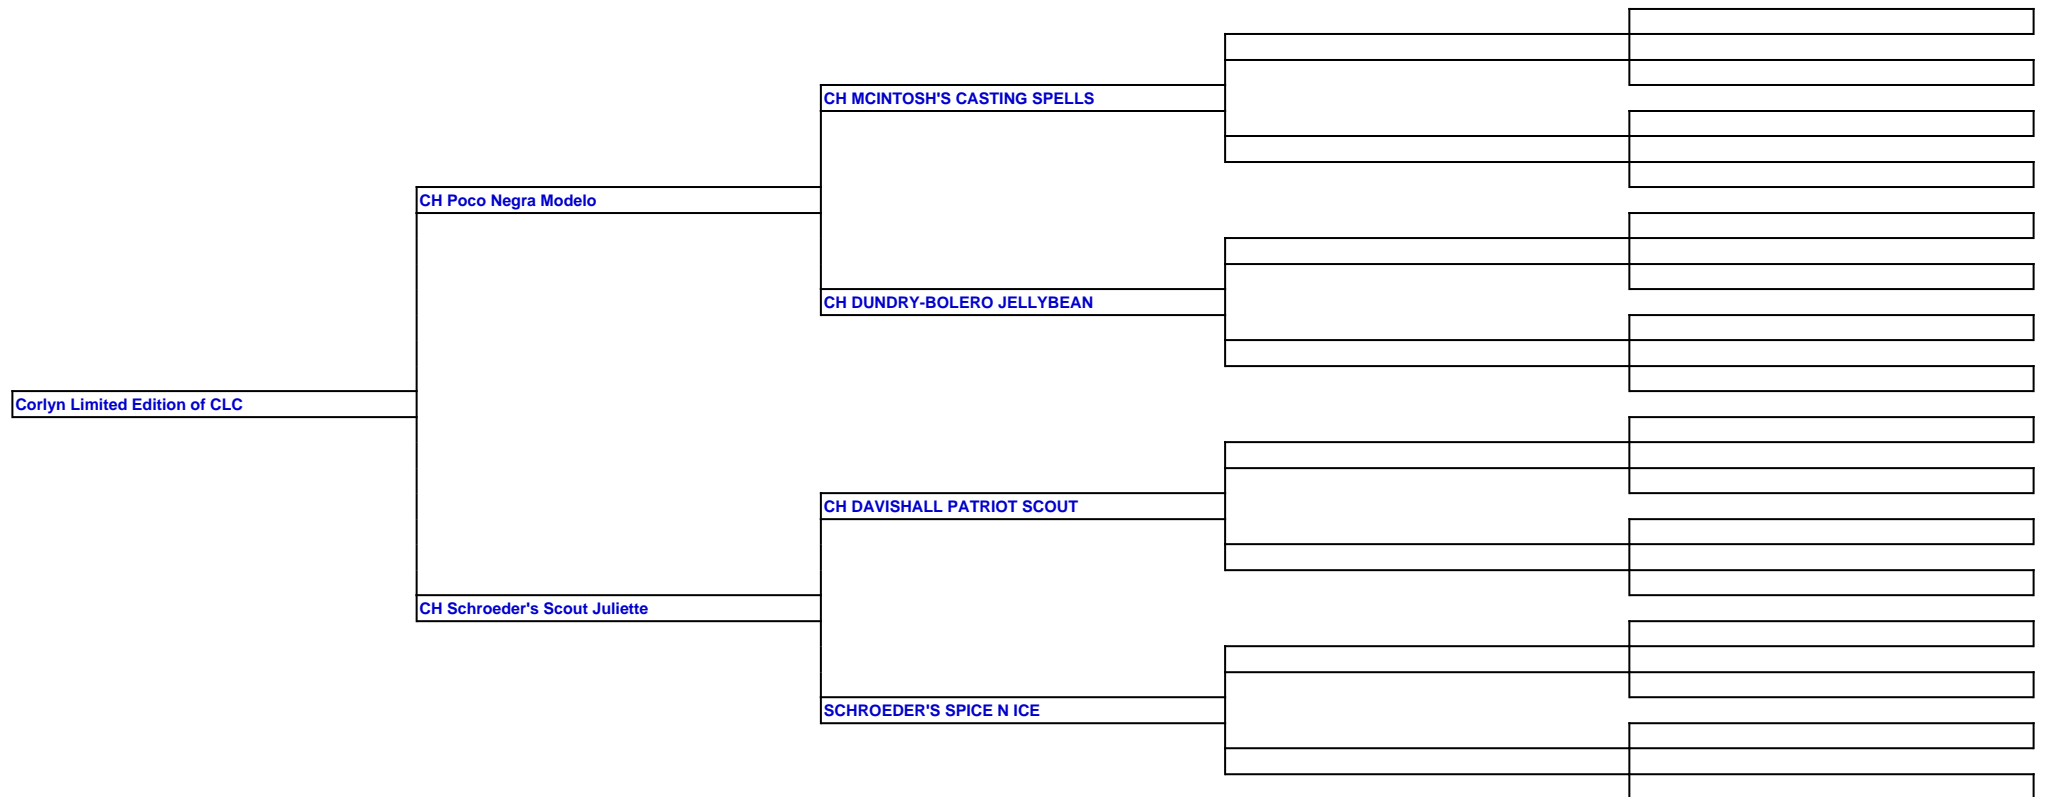 CH MCINTOSH'S CASTING SPELLS
CH Poco Negra Modelo
CH DUNDRY-BOLERO JELLYBEAN
Corlyn Limited Edition of CLC
CH DAVISHALL PATRIOT SCOUT
CH Schroeder's Scout Juliette
SCHROEDER'S SPICE N ICE